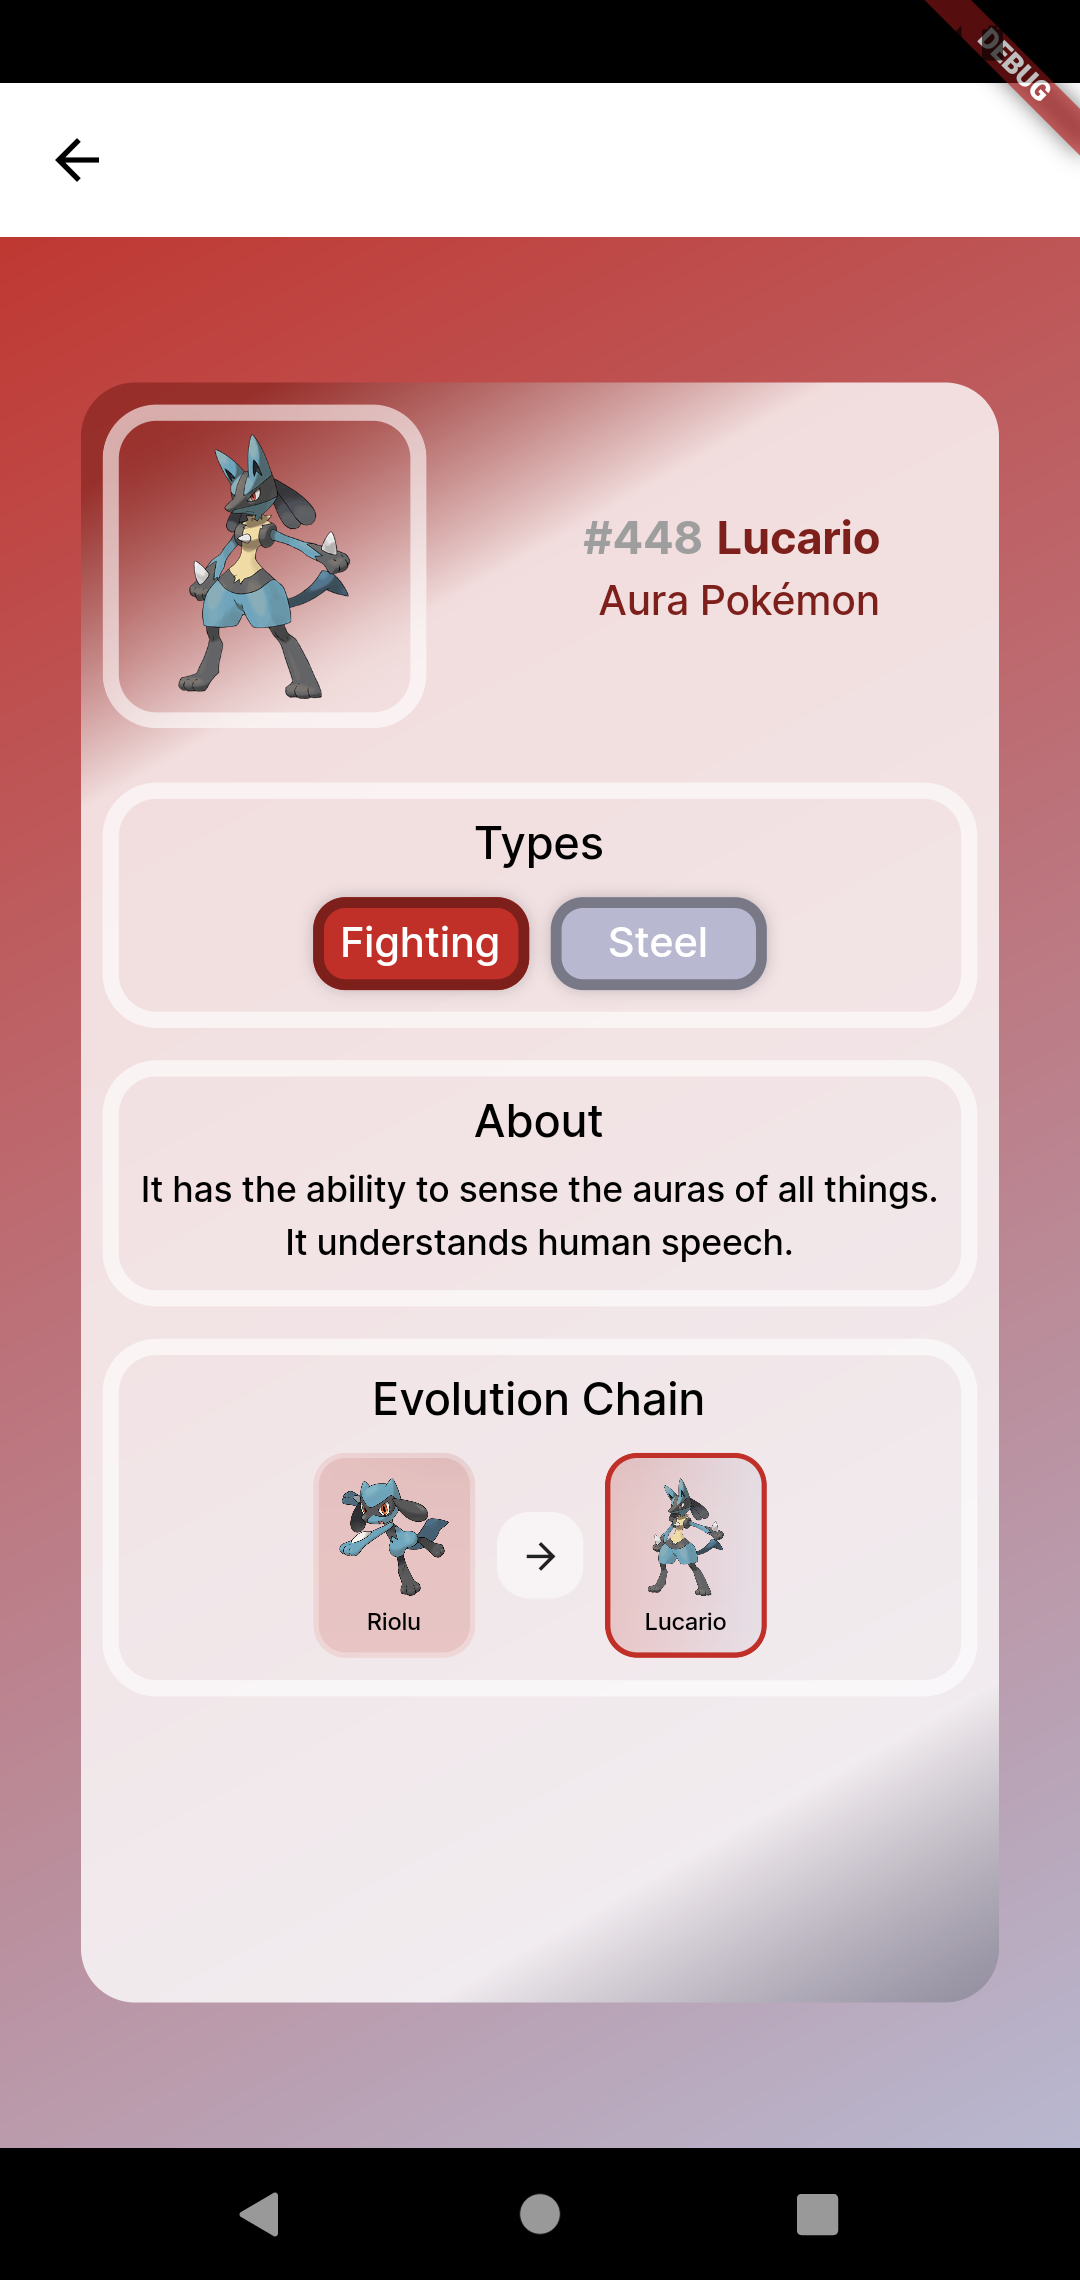 DEBUG
#448 Lucario
Aura Pokémon
Types
Fighting Steel
About
It has the ability to sense the auras of all things.
It understands human speech.
Evolution Chain
Riolu Lucario